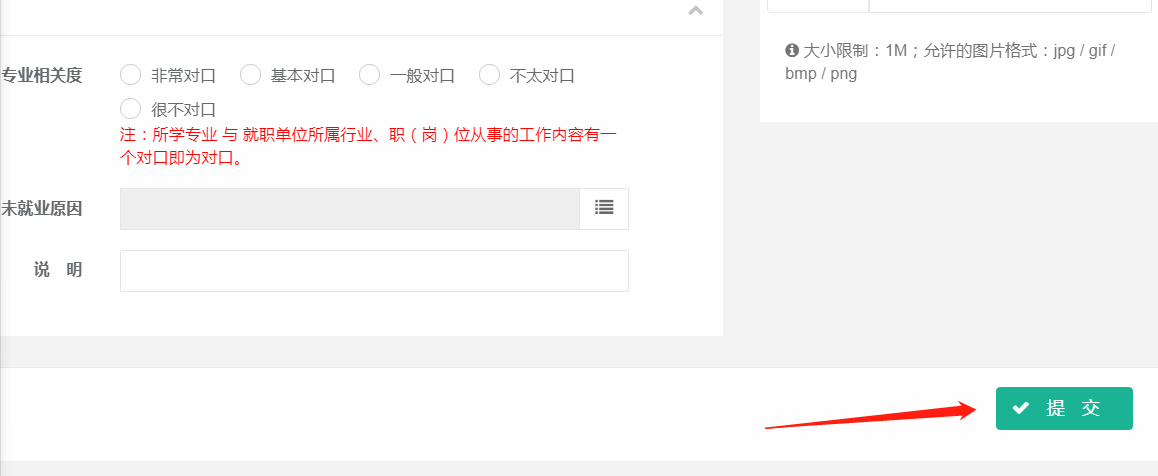 大小限制：1M；允许的图片格式：jpg / gif /
bmp / png
专业相关度
非常对口 基本对口 一般对口 不太对口
很不对口
注：所学专业 与 就职单位所属行业、职（岗）位从事的工作内容有一
个对口即为对口。
未就业原因
说 明
提 交